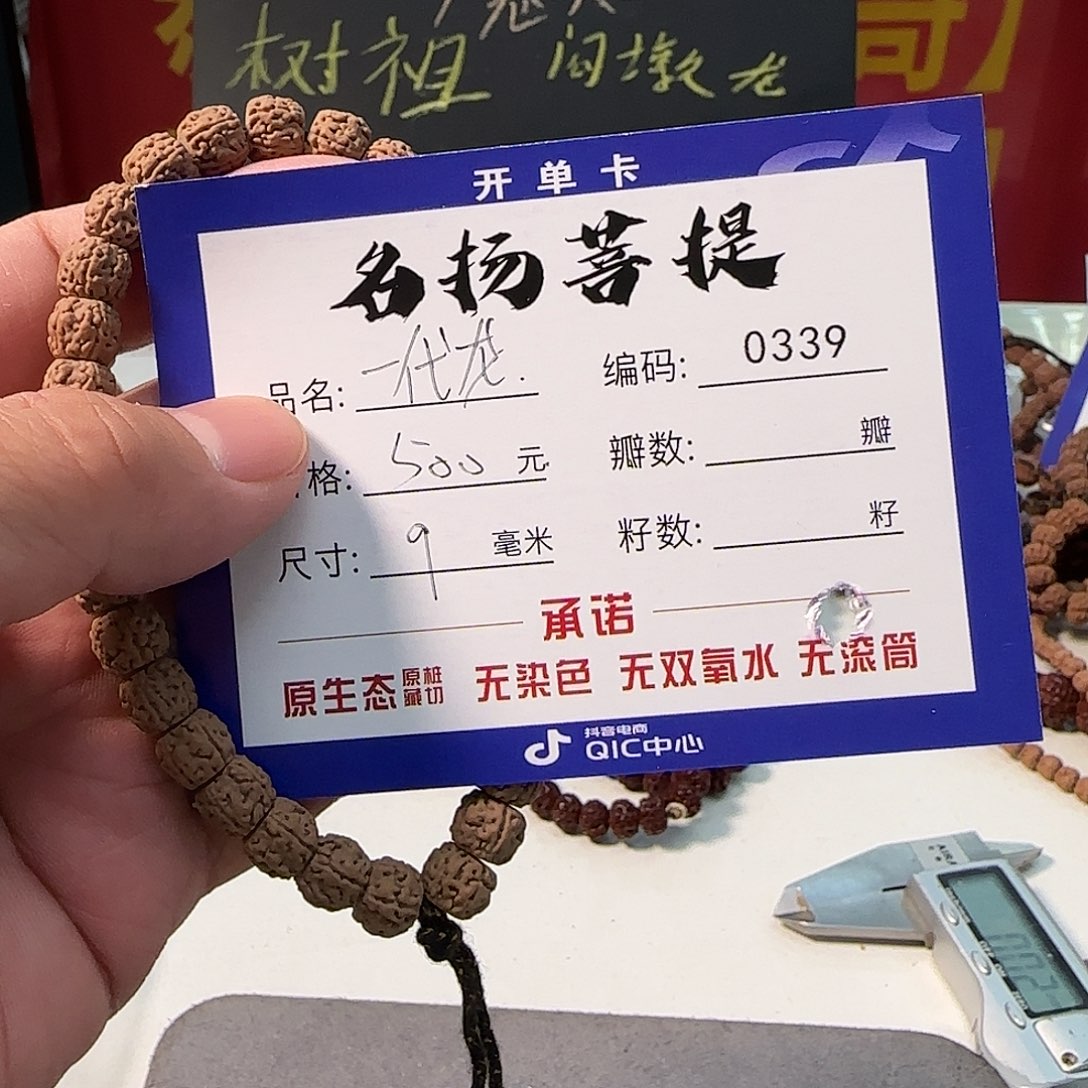 树祖 闷墩龙
哥】
开单卡
名扬菩提
品名: 一代龙. 编码: 0339
格: 500 元 瓣数: 瓣
尺寸: 9 毫米 籽数: 籽
承诺
原生态 原桩藏切 无染色 无双氧水 无滚筒
抖音电商
QIC中心